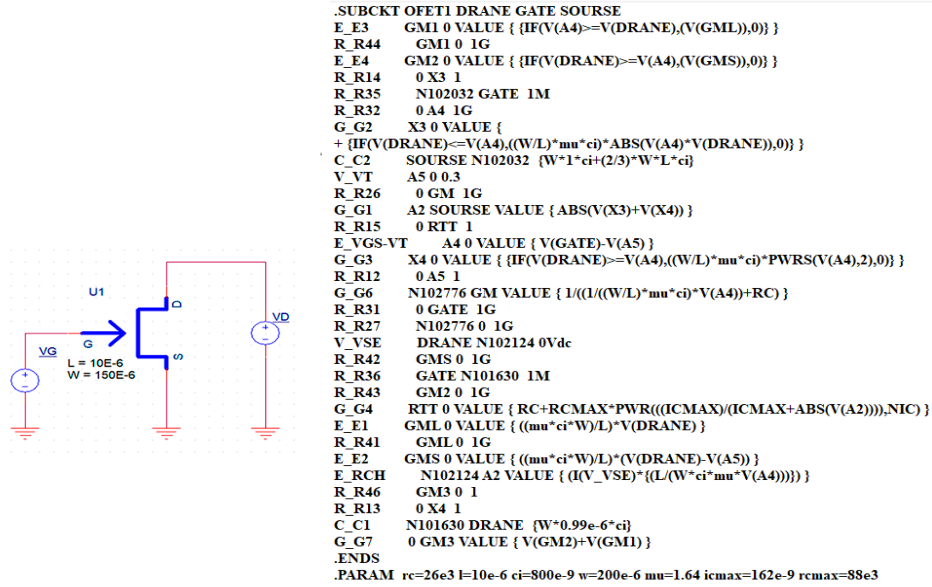 U1
D
G
S
VG
L = 10E-6
W = 150E-6
VD
+
-
+
-
.SUBCKT OFET1 DRANE GATE SOURSE
E_E3 GM1 0 VALUE { {IF(V(A4)>=V(DRANE),(V(GML)),0)} }
R_R44 GM1 0 1G
E_E4 GM2 0 VALUE { {IF(V(DRANE)>=V(A4),(V(GMS)),0)} }
R_R14 0 X3 1
R_R35 N102032 GATE 1M
R_R32 0 A4 1G
G_G2 X3 0 VALUE {
+ {IF(V(DRANE)<=V(A4),((W/L)*mu*ci)*ABS(V(A4)*V(DRANE)),0)} }
C_C2 SOURSE N102032 {W*1*ci+(2/3)*W*L*ci}
V_VT A5 0 0.3
R_R26 0 GM 1G
G_G1 A2 SOURSE VALUE { ABS(V(X3)+V(X4)) }
R_R15 0 RTT 1
E_VGS-VT A4 0 VALUE { V(GATE)-V(A5) }
G_G3 X4 0 VALUE { {IF(V(DRANE)>=V(A4),((W/L)*mu*ci)*PWRS(V(A4),2),0)} }
R_R12 0 A5 1
G_G6 N102776 GM VALUE { 1/((1/((W/L)*mu*ci)*V(A4))+RC) }
R_R31 0 GATE 1G
R_R27 N102776 0 1G
V_VSE DRANE N102124 0Vdc
R_R42 GMS 0 1G
R_R36 GATE N101630 1M
R_R43 GM2 0 1G
G_G4 RTT 0 VALUE { RC+RCMAX*PWR(((ICMAX)/(ICMAX+ABS(V(A2)))),NIC) }
E_E1 GML 0 VALUE { ((mu*ci*W)/L)*V(DRANE) }
R_R41 GML 0 1G
E_E2 GMS 0 VALUE { ((mu*ci*W)/L)*(V(DRANE)-V(A5)) }
E_RCH N102124 A2 VALUE { (I(V_VSE)*{(L/(W*ci*mu*V(A4)))}) }
R_R46 GM3 0 1
R_R13 0 X4 1
C_C1 N101630 DRANE {W*0.99e-6*ci}
G_G7 0 GM3 VALUE { V(GM2)+V(GM1) }
.ENDS
.PARAM rc=26e3 l=10e-6 ci=800e-9 w=200e-6 mu=1.64 icmax=162e-9 rcmax=88e3